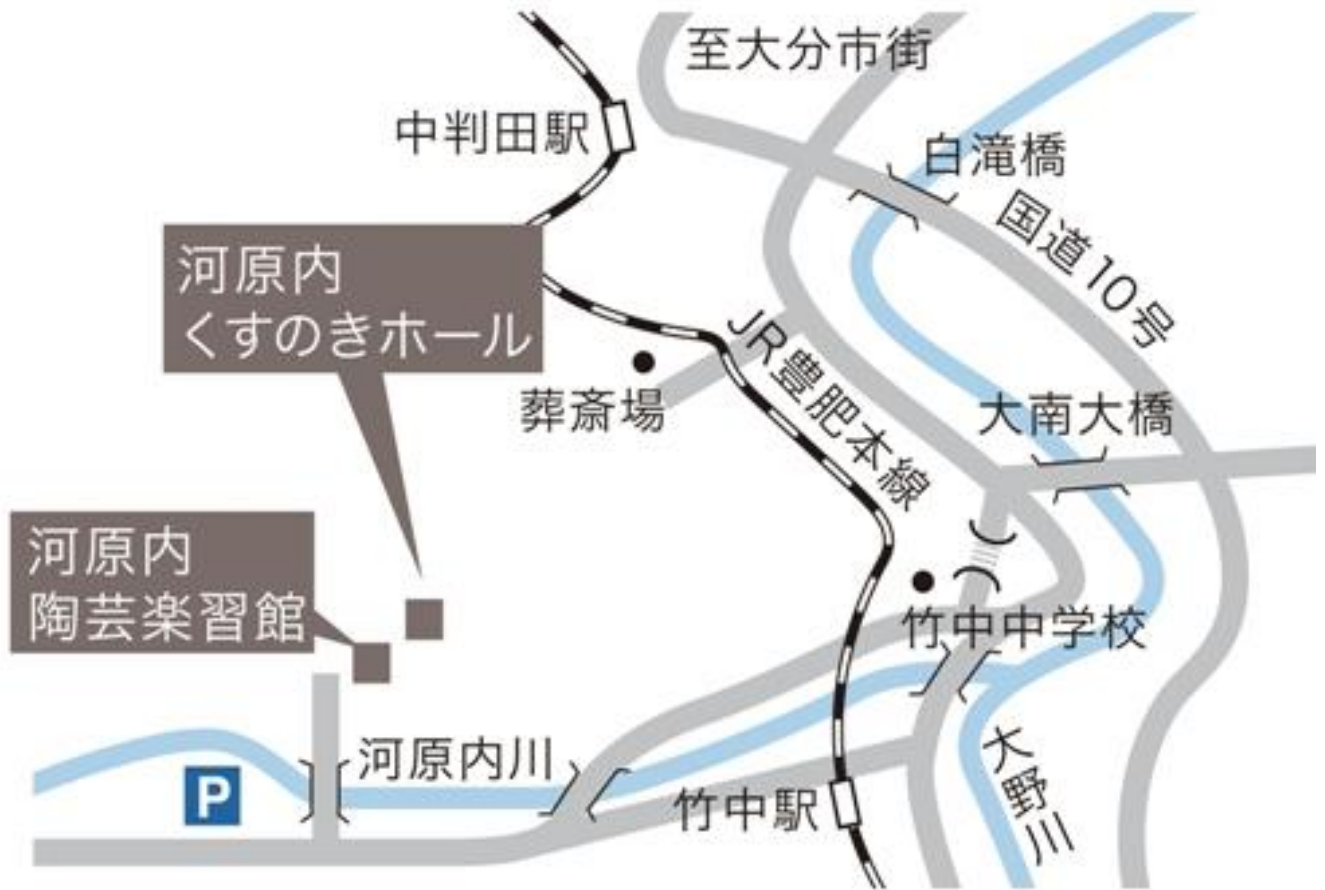 至大分市街
中判田駅
白滝橋
国道10号
河原内
くすのきホール
JR豊肥本線
葬斎場
大南大橋
河原内
陶芸楽習館
竹中中学校
河原内川
大野川
P
竹中駅